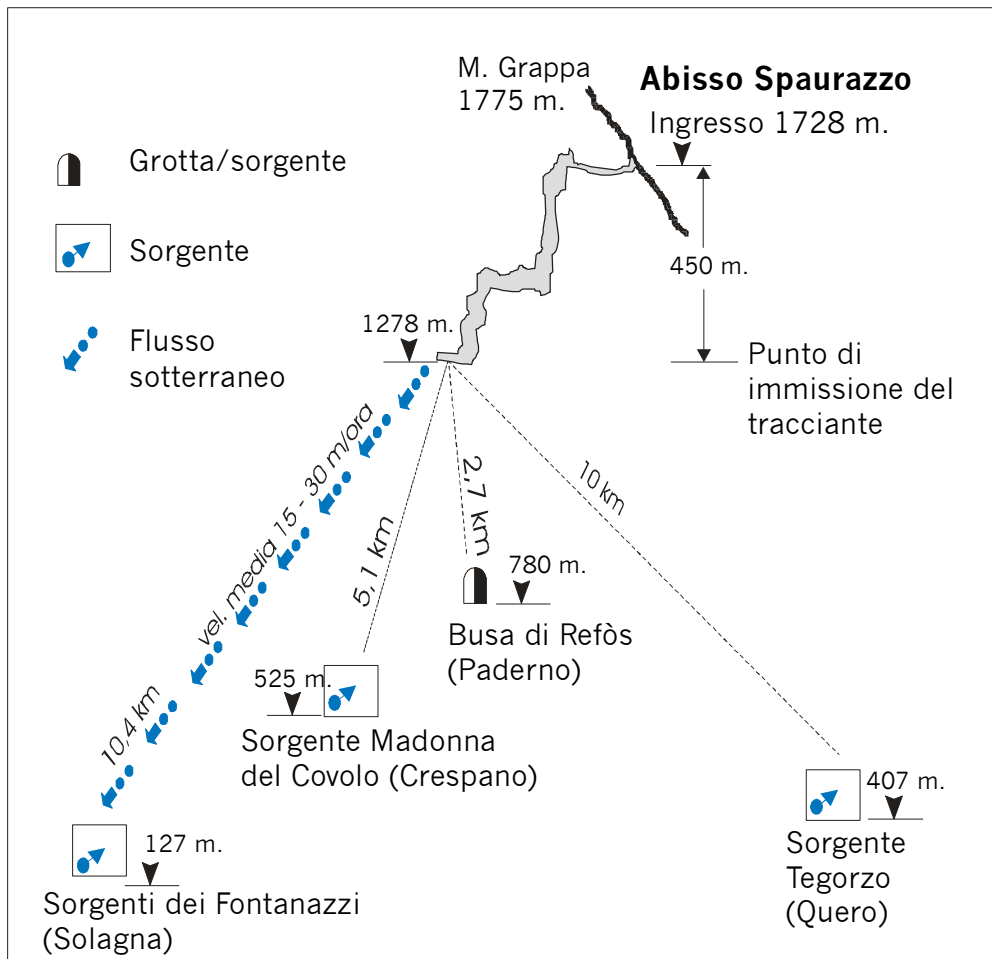 M. Grappa
1775 m.
Abisso Spaurazzo
Ingresso 1728 m.
Grotta/sorgente
Sorgente
450 m.
1278 m.
Flusso
sotterraneo
Punto di
immissione del
tracciante
vel. media 15 - 30 m/ora
10,4 km
5,1 km
2,7 km
10 km
780 m.
Busa di Refòs
(Paderno)
525 m.
Sorgente Madonna
del Covolo (Crespano)
407 m.
Sorgente
Tegorzo
(Quero)
127 m.
Sorgenti dei Fontanazzi
(Solagna)